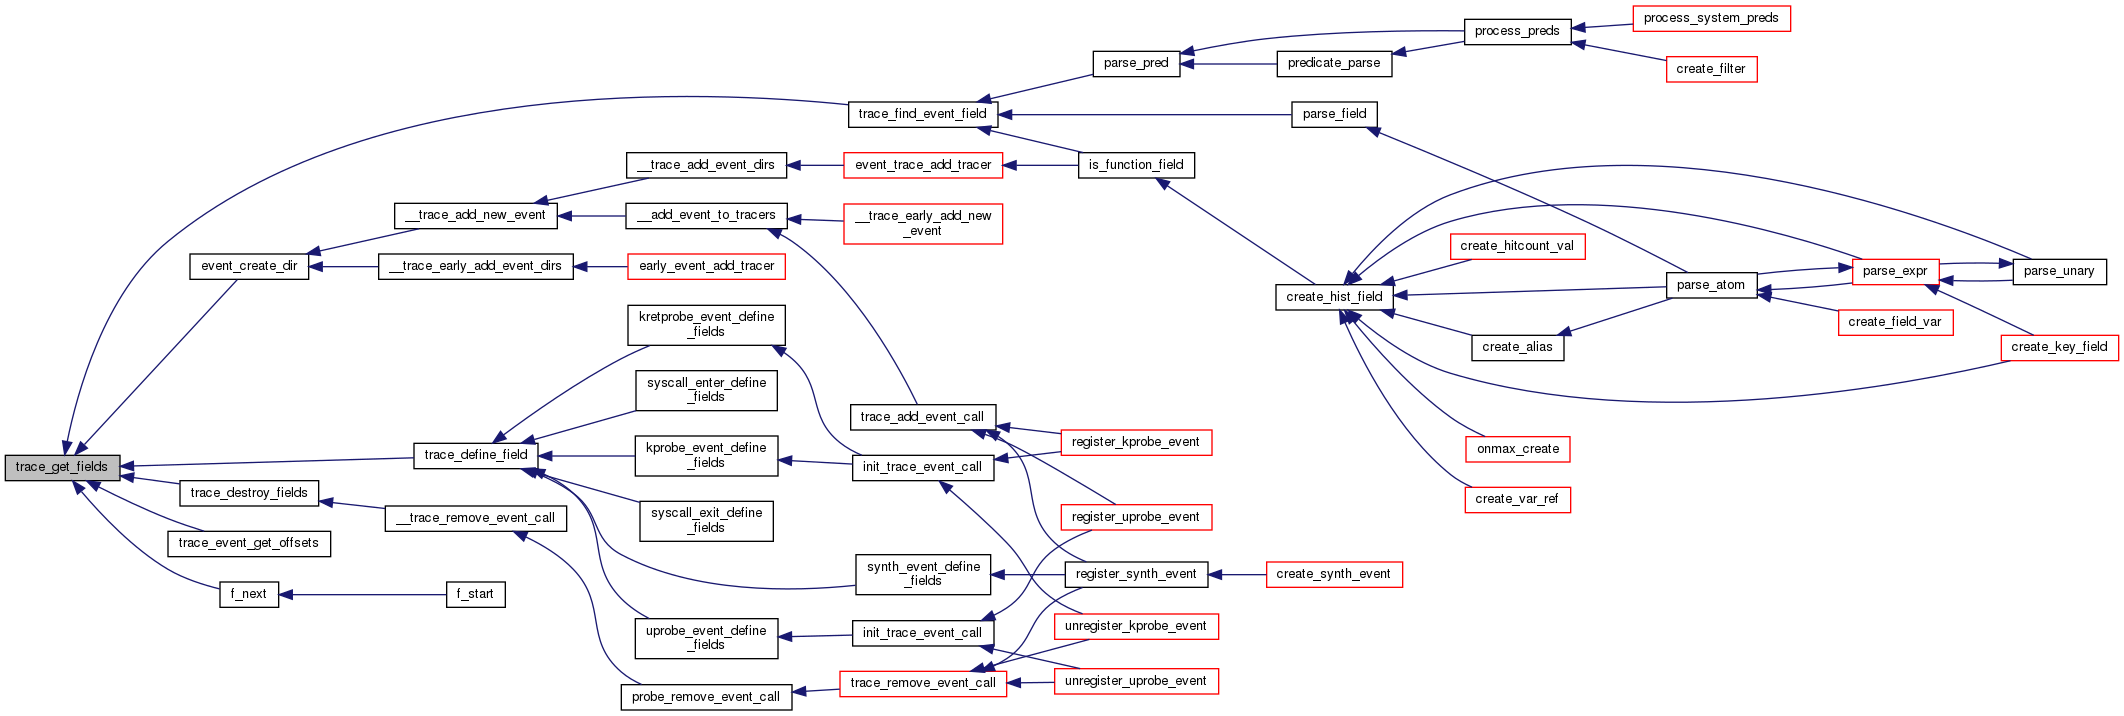 process_system_preds
process_preds
parse_pred
predicate_parse
create_filter
trace_find_event_field
parse_field
__trace_add_event_dirs
event_trace_add_tracer
is_function_field
__trace_add_new_event
__add_event_to_tracers
__trace_early_add_new
_event
create_hitcount_val
event_create_dir
__trace_early_add_event_dirs
early_event_add_tracer
parse_expr
parse_unary
create_hist_field
parse_atom
kretprobe_event_define
_fields
create_field_var
create_alias
create_key_field
syscall_enter_define
_fields
trace_add_event_call
register_kprobe_event
onmax_create
trace_get_fields
trace_define_field
kprobe_event_define
_fields
init_trace_event_call
trace_destroy_fields
create_var_ref
__trace_remove_event_call
syscall_exit_define
_fields
register_uprobe_event
trace_event_get_offsets
synth_event_define
_fields
register_synth_event
create_synth_event
f_next
f_start
uprobe_event_define
_fields
init_trace_event_call
unregister_kprobe_event
probe_remove_event_call
trace_remove_event_call
unregister_uprobe_event